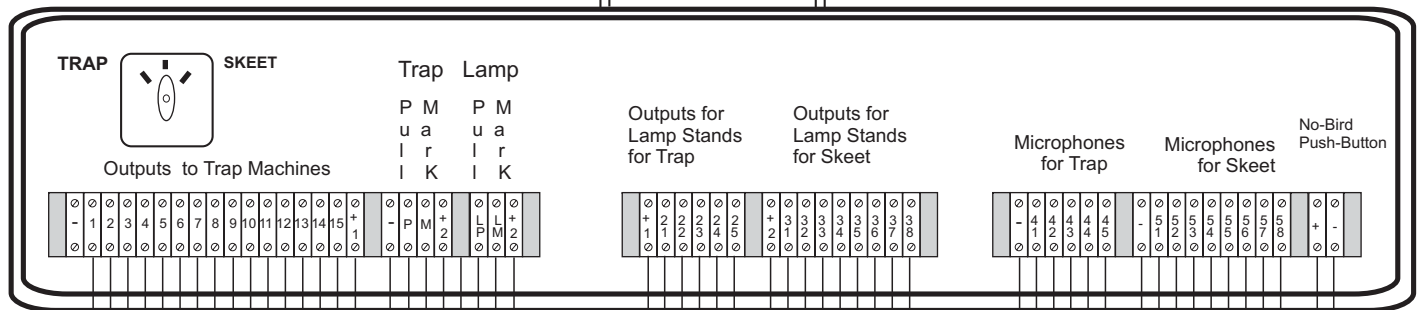 TRAP
SKEET
Trap Lamp
Pull MarK Pull MarK
Outputs to Trap Machines
Outputs for
Lamp Stands
for Trap
Outputs for
Lamp Stands
for Skeet
Microphones
for Trap
Microphones
for Skeet
No-Bird
Push-Button
- 1 2 3 4 5 6 7 8 9 10 11 12 13 14 15 +1
- P M +2
LP LM +2
+1 21 22 23 24 25
+2 31 32 33 34 35 36 37 38
- 41 42 43 44 45
- 51 52 53 54 55 56 57 58
+ -